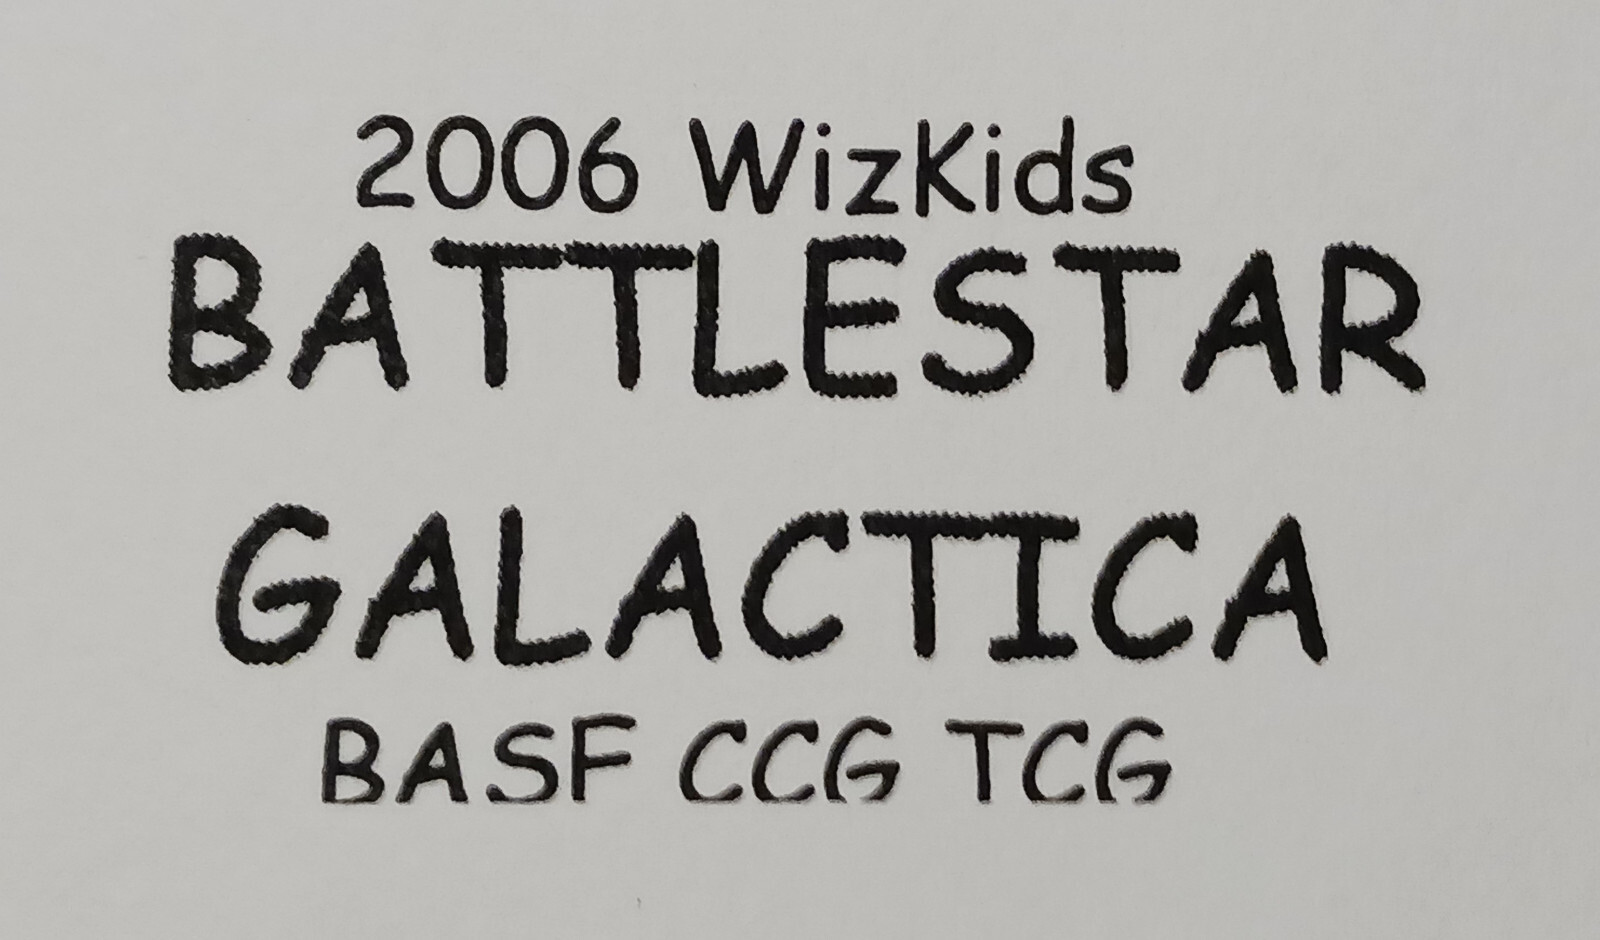 2006 WizKids
BATTLESTAR
GALACTICA
BASF CCG TCG